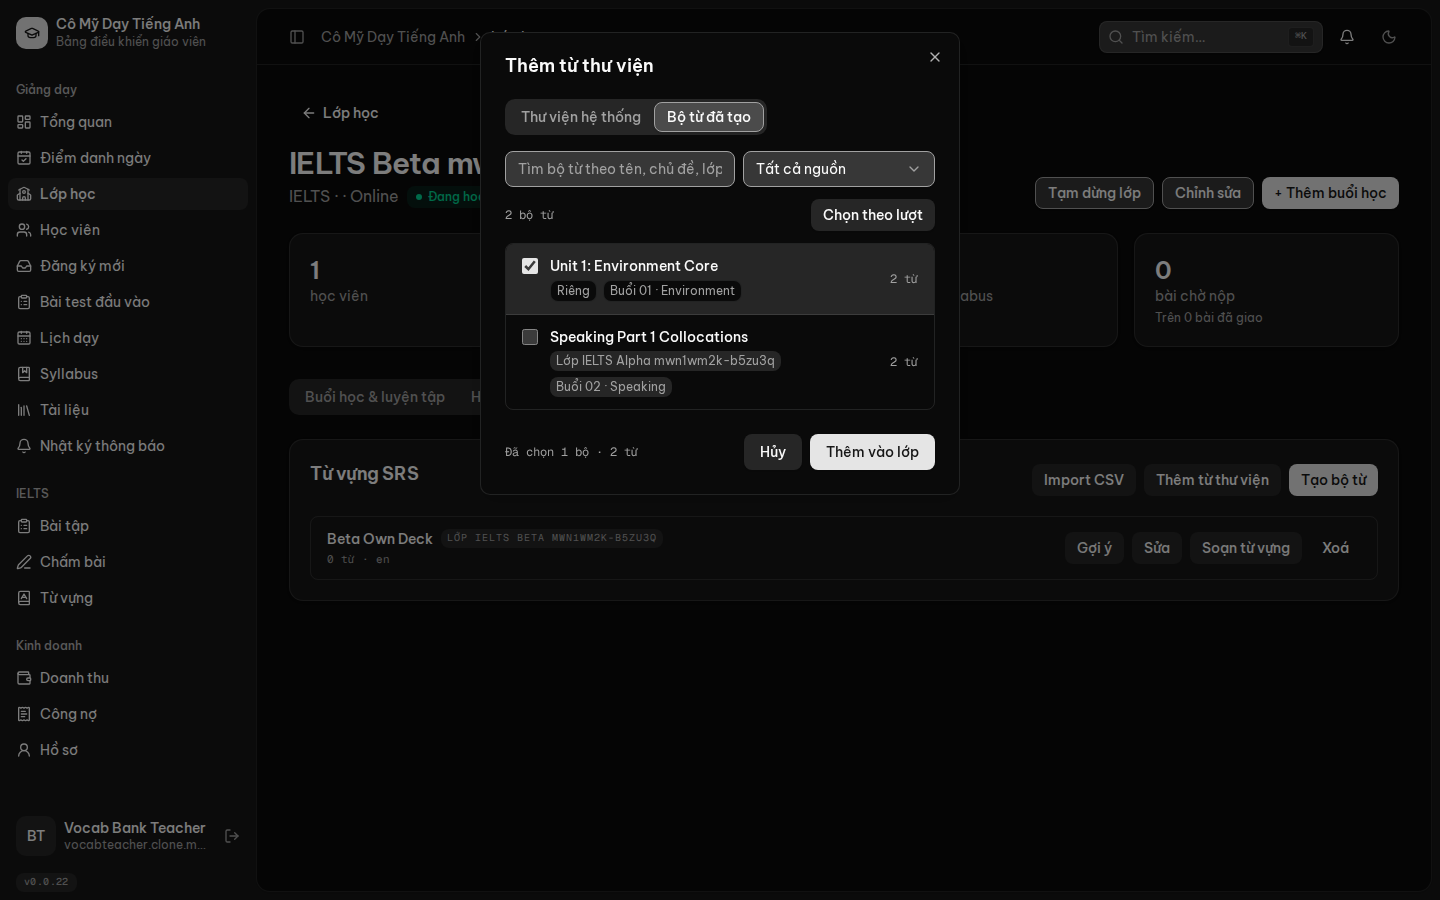 Cô Mỹ Dạy Tiếng Anh
Bảng điều khiển giáo viên
Giảng dạy
Tổng quan
Điểm danh ngày
Lớp học
Học viên
Đăng ký mới
Bài test đầu vào
Lịch dạy
Syllabus
Tài liệu
Nhật ký thông báo
IELTS
Bài tập
Chấm bài
Từ vựng
Kinh doanh
Doanh thu
Công nợ
Hồ sơ
BT
Vocab Bank Teacher
vocabteacher.clone.m...
v0.0.22
Cô Mỹ Dạy Tiếng Anh >
Tìm kiếm...
⌘K
← Lớp học
IELTS Beta mw
IELTS · · Online
Đang học
Tạm dừng lớp
Chỉnh sửa
+ Thêm buổi học
1
học viên
abus
0
bài chờ nộp
Trên 0 bài đã giao
Buổi học & luyện tập
H
Từ vựng SRS
Import CSV
Thêm từ thư viện
Tạo bộ từ
Beta Own Deck
LỚP IELTS BETA MWN1WM2K-B5ZU3Q
0 từ · en
Gợi ý
Sửa
Soạn từ vựng
Xoá
Thêm từ thư viện
Thư viện hệ thống
Bộ từ đã tạo
Tìm bộ từ theo tên, chủ đề, lớp
Tất cả nguồn
2 bộ từ
Chọn theo lượt
Unit 1: Environment Core
Riêng
Buổi 01 · Environment
2 từ
Speaking Part 1 Collocations
Lớp IELTS Alpha mwn1wm2k-b5zu3q
Buổi 02 · Speaking
2 từ
Đã chọn 1 bộ · 2 từ
Hủy
Thêm vào lớp